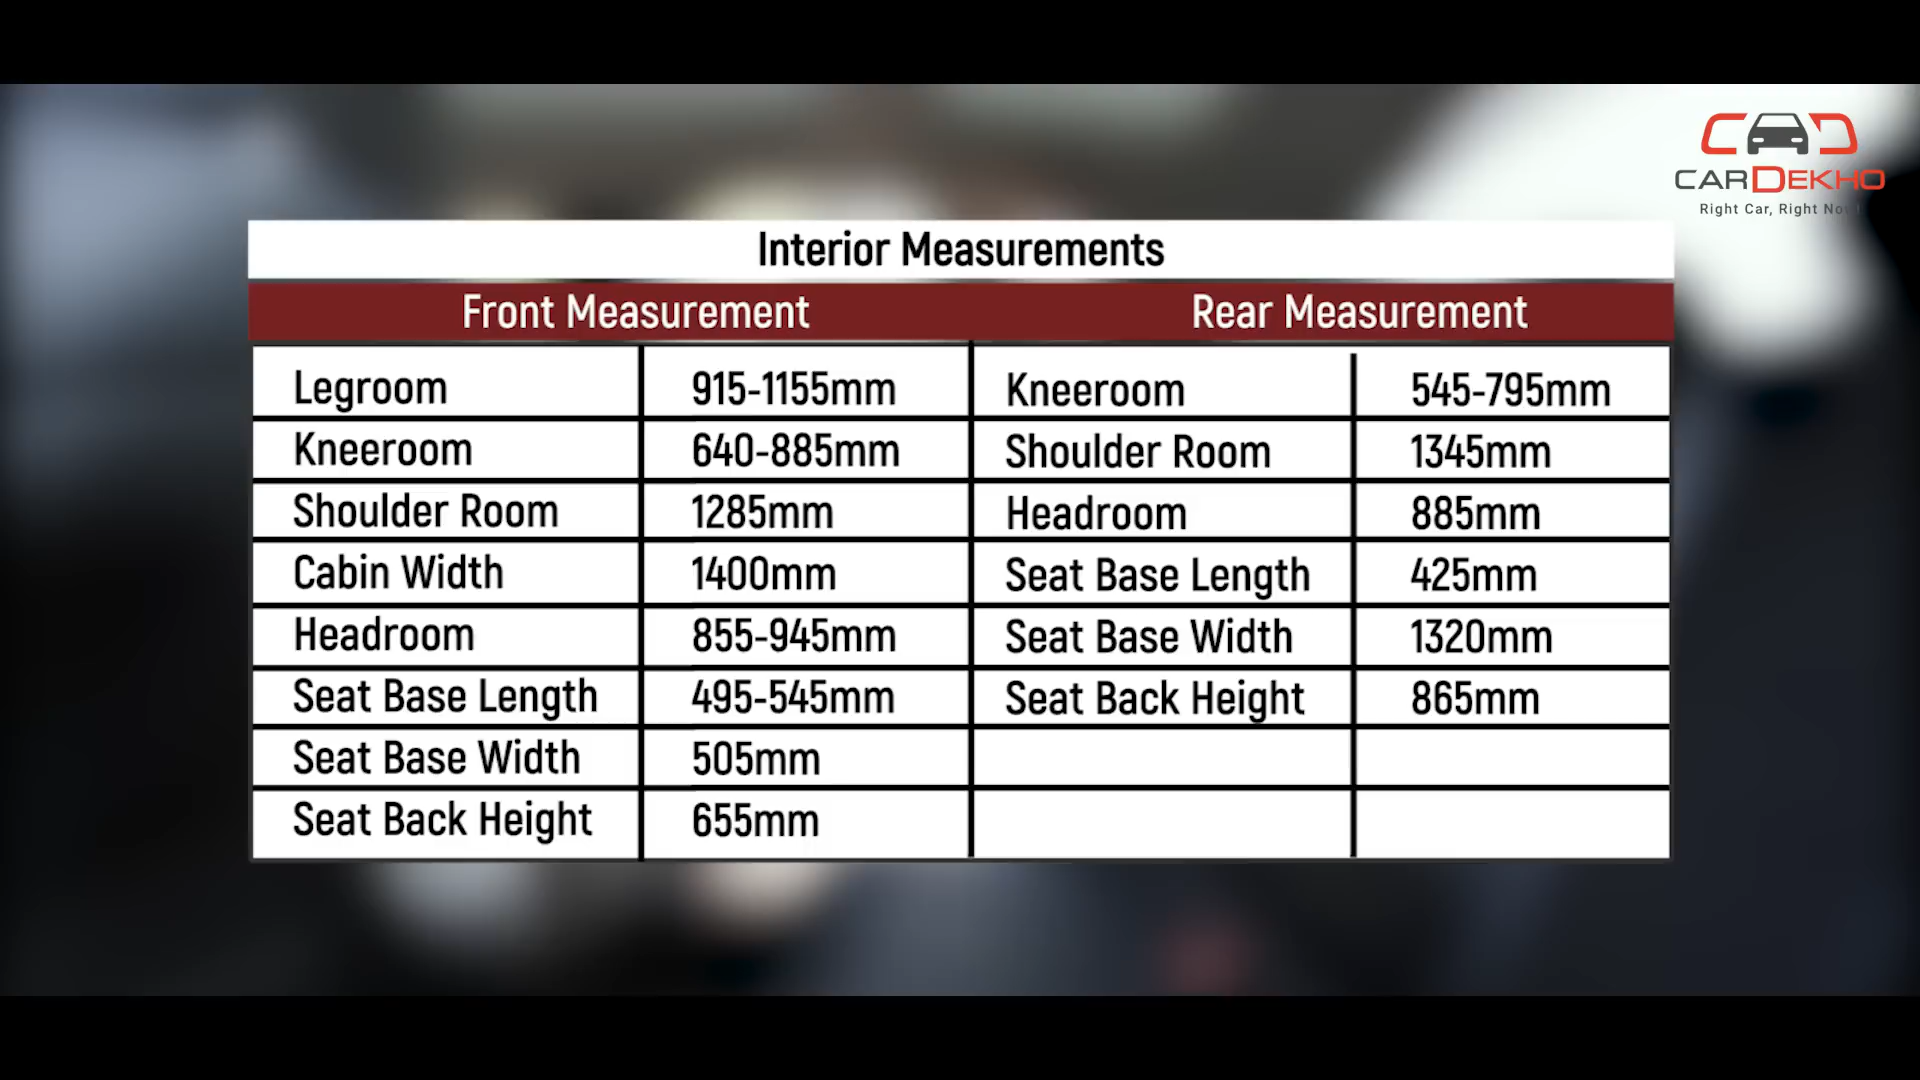 CARDEKHO
Right Car, Right
Interior Measurements
Front Measurement Rear Measurement
Legroom 915-1155mm Kneeroom 545-795mm
Kneeroom 640-885mm Shoulder Room 1345mm
Shoulder Room 1285mm Headroom 885mm
Cabin Width 1400mm Seat Base Length 425mm
Headroom 855-945mm Seat Base Width 1320mm
Seat Base Length 495-545mm Seat Back Height 865mm
Seat Base Width 505mm
Seat Back Height 655mm